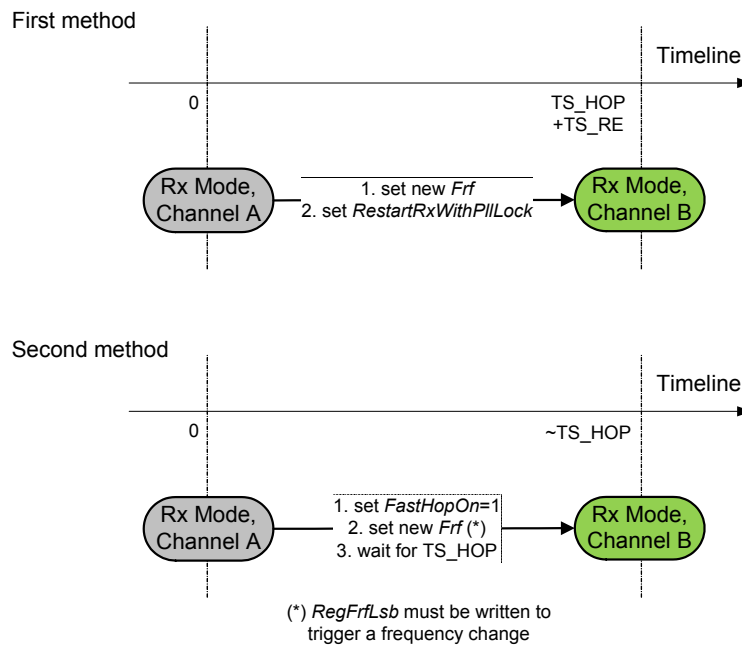 First method
Timeline
0
TS_HOP
+TS_RE
Rx Mode,
Channel A
1. set new Frf
2. set RestartRxWithPllLock
Rx Mode,
Channel B
Second method
Timeline
0
~TS_HOP
Rx Mode,
Channel A
1. set FastHopOn=1
2. set new Frf (*)
3. wait for TS_HOP
Rx Mode,
Channel B
(*) RegFrfLsb must be written to
trigger a frequency change